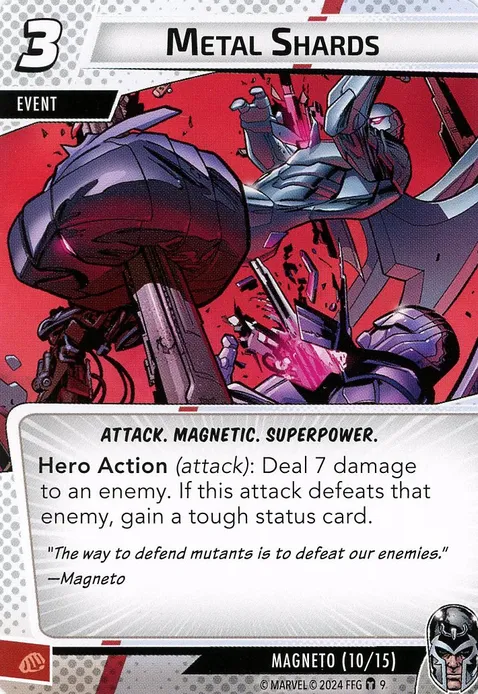 3
METAL SHARDS
EVENT
ATTACK. MAGNETIC. SUPERPOWER.
Hero Action (attack): Deal 7 damage
to an enemy. If this attack defeats that
enemy, gain a tough status card.
"The way to defend mutants is to defeat our enemies."
—Magneto
MAGNETO (10/15)
© MARVEL © 2024 FFG 9